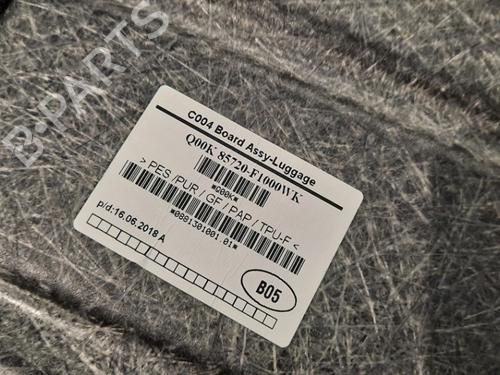 B-PARTS
C004 Board Assy-Luggage
Q00K 85720-F1000WK
*Q00K*
> PES /PUR / GF / PAP / TPU-F <
*0881301001.01*
p/d:16.06.2018 A
B05